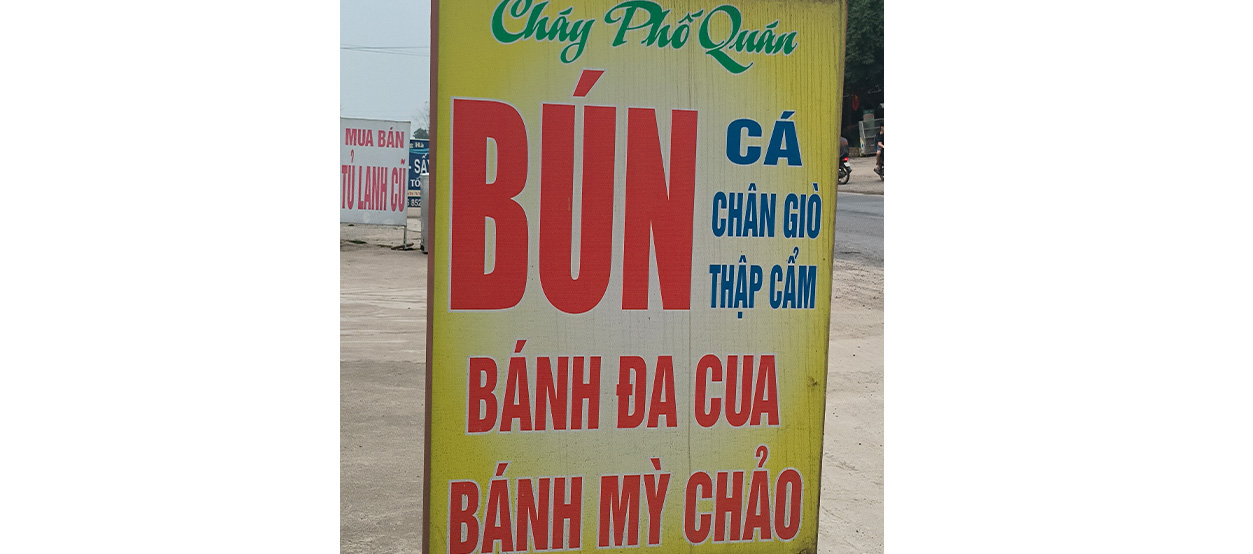 Cháy Phố Quán
BÚN
CÁ
CHÂN GIÒ
THẬP CẨM
BÁNH ĐA CUA
BÁNH MỲ CHẢO
MUA BÁN
TỦ LANH CŨ